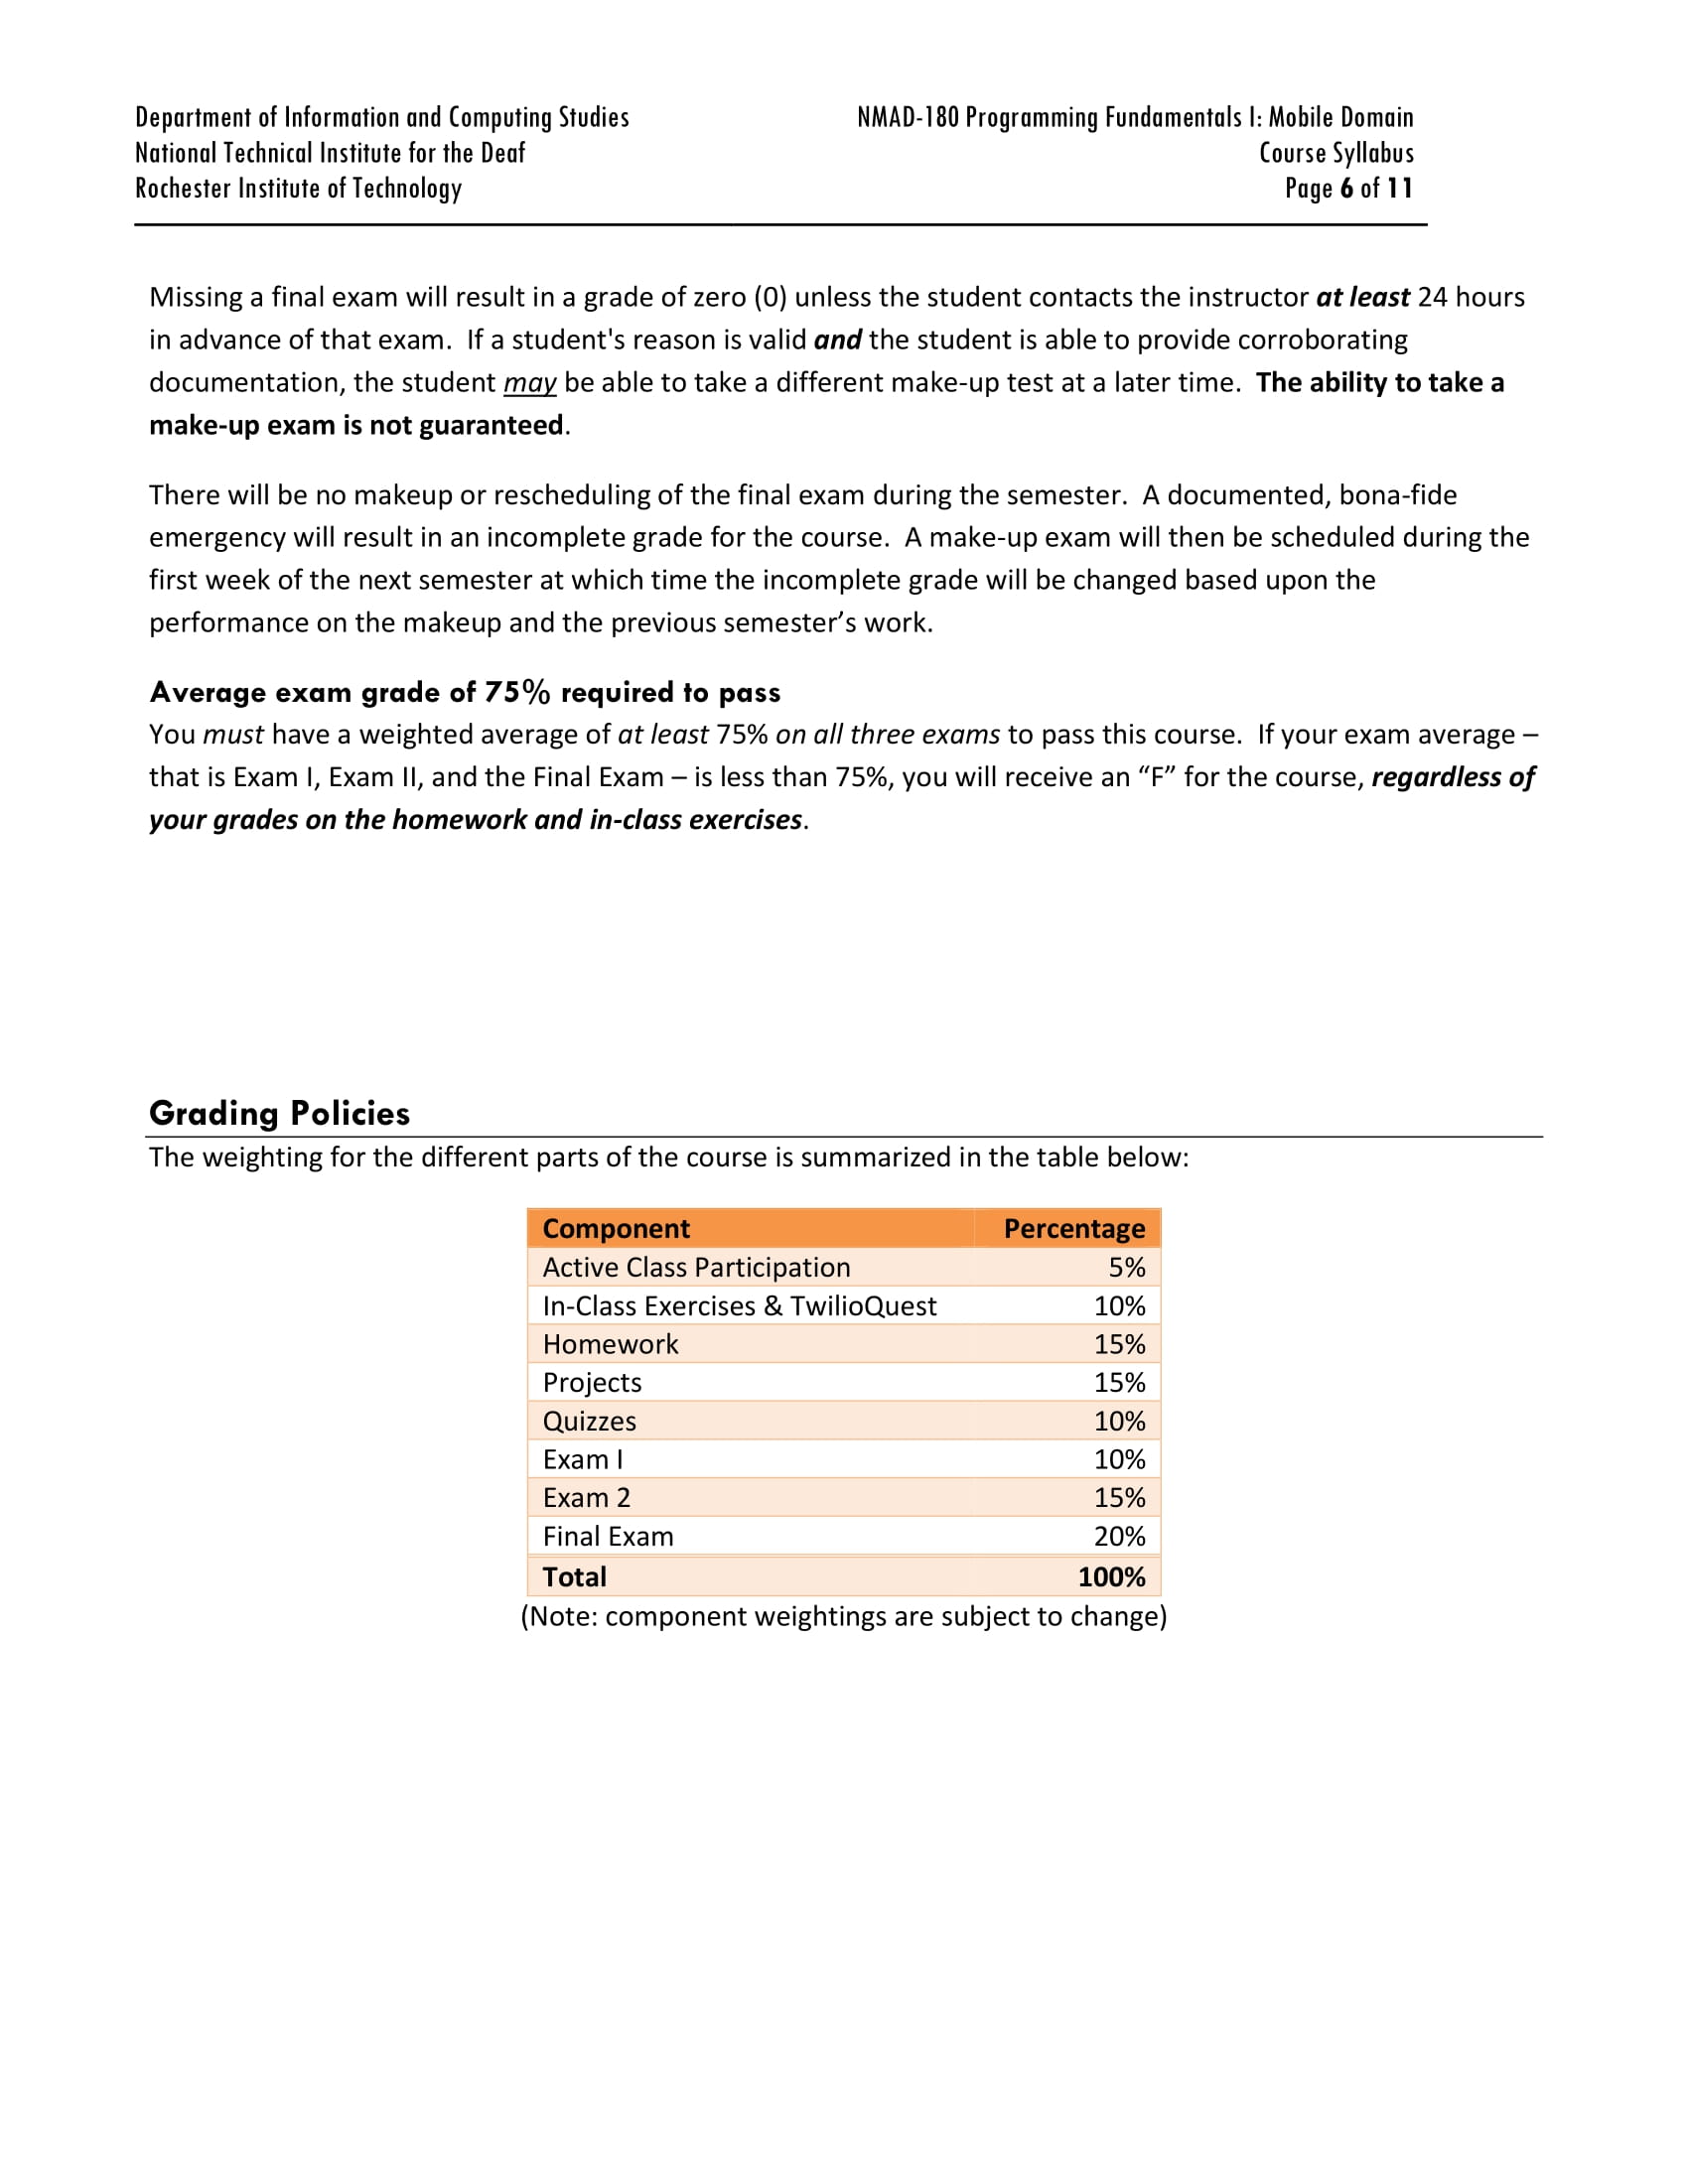 Department of Information and Computing Studies
National Technical Institute for the Deaf
Rochester Institute of Technology
NMAD-180 Programming Fundamentals I: Mobile Domain
Course Syllabus
Page 6 of 11
Missing a final exam will result in a grade of zero (0) unless the student contacts the instructor at least 24 hours
in advance of that exam.  If a student's reason is valid and the student is able to provide corroborating
documentation, the student may be able to take a different make-up test at a later time.  The ability to take a
make-up exam is not guaranteed.
There will be no makeup or rescheduling of the final exam during the semester.  A documented, bona-fide
emergency will result in an incomplete grade for the course.  A make-up exam will then be scheduled during the
first week of the next semester at which time the incomplete grade will be changed based upon the
performance on the makeup and the previous semester’s work.
Average exam grade of 75% required to pass
You must have a weighted average of at least 75% on all three exams to pass this course.  If your exam average –
that is Exam I, Exam II, and the Final Exam – is less than 75%, you will receive an “F” for the course, regardless of
your grades on the homework and in-class exercises.
Grading Policies
The weighting for the different parts of the course is summarized in the table below:
Component Percentage
Active Class Participation 5%
In-Class Exercises & TwilioQuest 10%
Homework 15%
Projects 15%
Quizzes 10%
Exam I 10%
Exam 2 15%
Final Exam 20%
Total 100%
(Note: component weightings are subject to change)